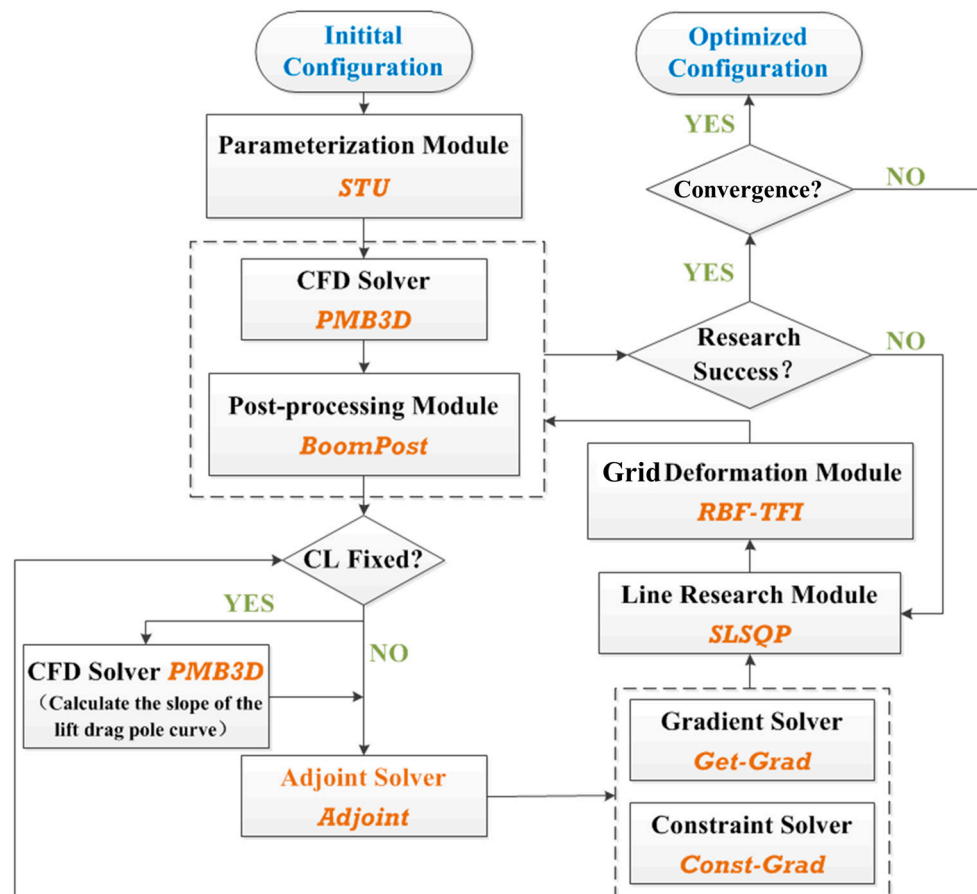 Initital
Configuration
Parameterization Module
STU
CFD Solver
PMB3D
Post-processing Module
BoomPost
CL Fixed?
YES
NO
CFD Solver PMB3D
（Calculate the slope of the
lift drag pole curve）
Adjoint Solver
Adjoint
Optimized
Configuration
YES
Convergence?
NO
YES
Research
Success？
NO
Grid Deformation Module
RBF-TFI
Line Research Module
SLSQP
Gradient Solver
Get-Grad
Constraint Solver
Const-Grad